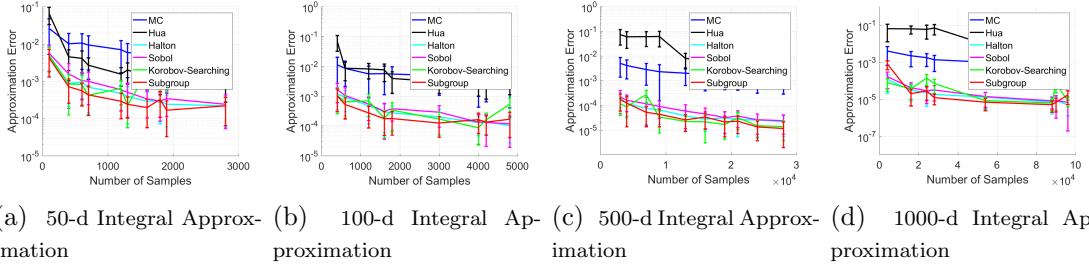 10^-1
10^-2
10^-3
10^-4
10^-5
Approximation Error
0 1000 2000 3000
Number of Samples
MC
Hua
Halton
Sobol
Korobov-Searching
Subgroup
10^0
10^-1
10^-2
10^-3
10^-4
10^-5
Approximation Error
0 1000 2000 3000 4000 5000
Number of Samples
MC
Hua
Halton
Sobol
Korobov-Searching
Subgroup
10^0
10^-1
10^-2
10^-3
10^-4
10^-5
Approximation Error
0 1 2 3
Number of Samples
× 10^4
MC
Hua
Halton
Sobol
Korobov-Searching
Subgroup
10^-1
10^-3
10^-5
10^-7
Approximation Error
0 2 4 6 8 10
Number of Samples
× 10^4
MC
Hua
Halton
Sobol
Korobov-Searching
Subgroup
a) 50-d Integral Approx-
mation
(b) 100-d Integral Ap-
proximation
(c) 500-d Integral Approx-
imation
(d) 1000-d Integral Ap-
proximation